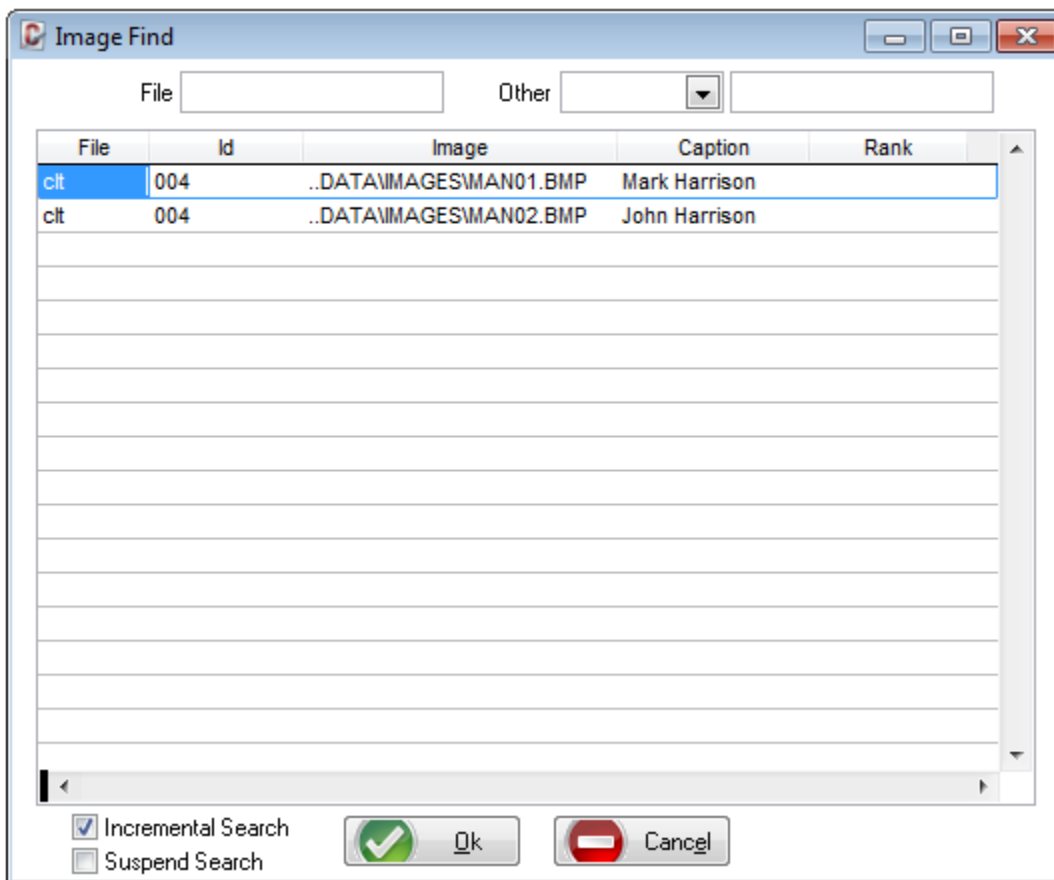 Image Find
File Other
File Id Image Caption Rank
clt 004 ..DATA\IMAGES\MAN01.BMP Mark Harrison
clt 004 ..DATA\IMAGES\MAN02.BMP John Harrison
Incremental Search
Suspend Search
Ok Cancel